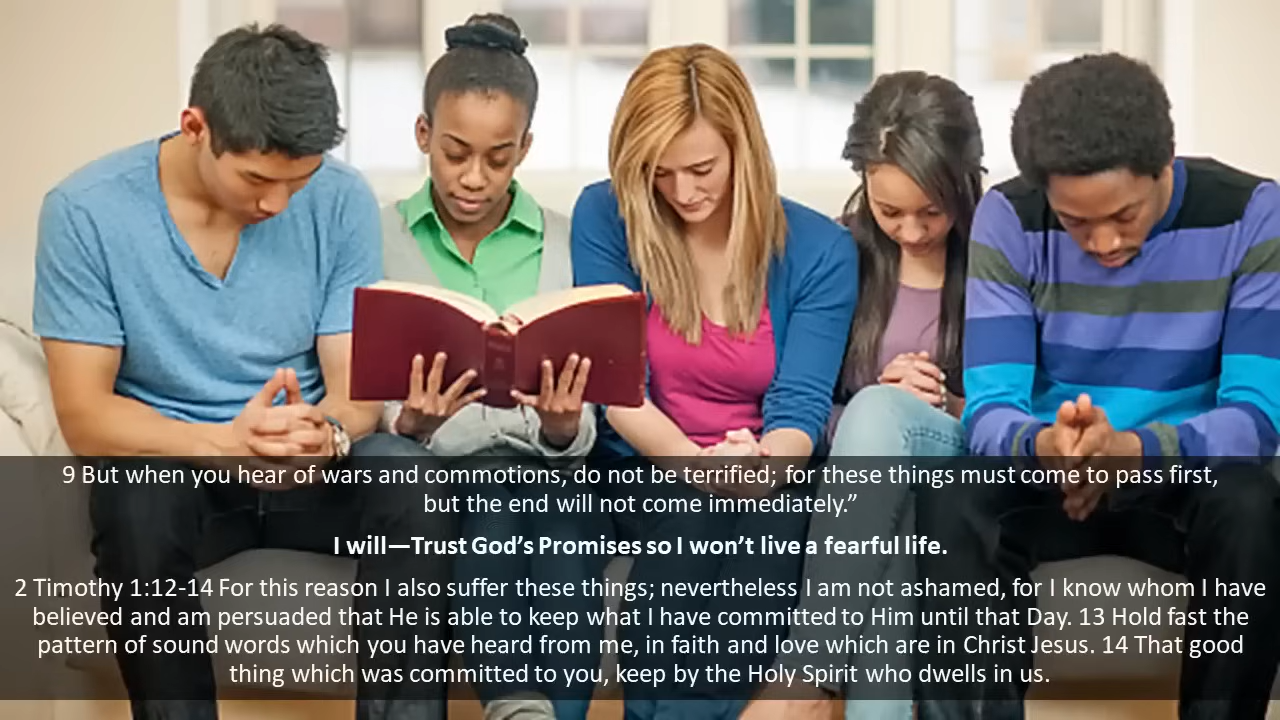 9 But when you hear of wars and commotions, do not be terrified; for these things must come to pass first,
but the end will not come immediately.”
I will—Trust God’s Promises so I won’t live a fearful life.
2 Timothy 1:12-14 For this reason I also suffer these things; nevertheless I am not ashamed, for I know whom I have
believed and am persuaded that He is able to keep what I have committed to Him until that Day. 13 Hold fast the
pattern of sound words which you have heard from me, in faith and love which are in Christ Jesus. 14 That good
thing which was committed to you, keep by the Holy Spirit who dwells in us.